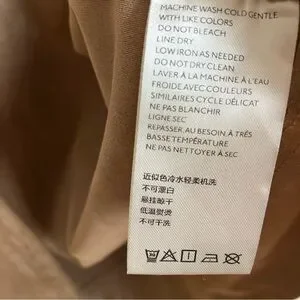 MACHINE WASH COLD GENTLE
WITH LIKE COLORS
DO NOT BLEACH
LINE DRY
LOW IRON AS NEEDED
DO NOT DRY CLEAN
LAVER À LA MACHINE À L'EAU
FROIDE AVEC COULEURS
SIMILAIRES CYCLE DÉLICAT
NE PAS BLANCHIR
LIGNE SEC
REPASSER AU BESOIN À TRÉS
BASSE TEMPÉRATURE
NE PAS NETTOYER À SEC
近似色冷水轻柔机洗
不可漂白
悬挂晾干
低温熨烫
不可干洗